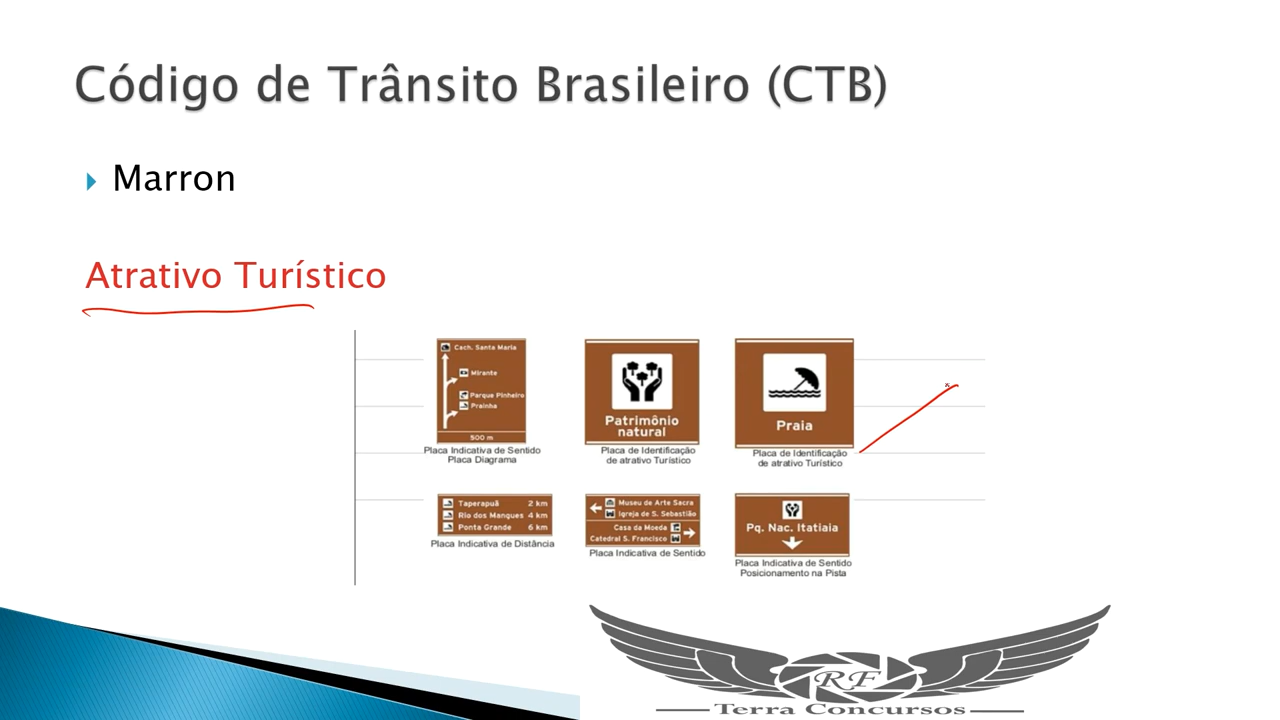 Código de Trânsito Brasileiro (CTB)
Marron
Atrativo Turístico
Cach. Santa Maria
Mirante
Parque Pinheiro
Prainha
500 m
Placa Indicativa de Sentido
Placa Diagrama
Patrimônio
natural
Placa de Identificação
de atrativo Turístico
Praia
Placa de Identificação
de atrativo Turístico
Taperapuã 2 km
Rio dos Mangues 4 km
Ponta Grande 6 km
Placa Indicativa de Distância
Museu de Arte Sacra
Igreja de S. Sebastião
Casa da Moeda
Catedral S. Francisco
Placa Indicativa de Sentido
Pq. Nac. Itatiaia
Placa Indicativa de Sentido
Posicionamento na Pista
RF
Terra Concursos